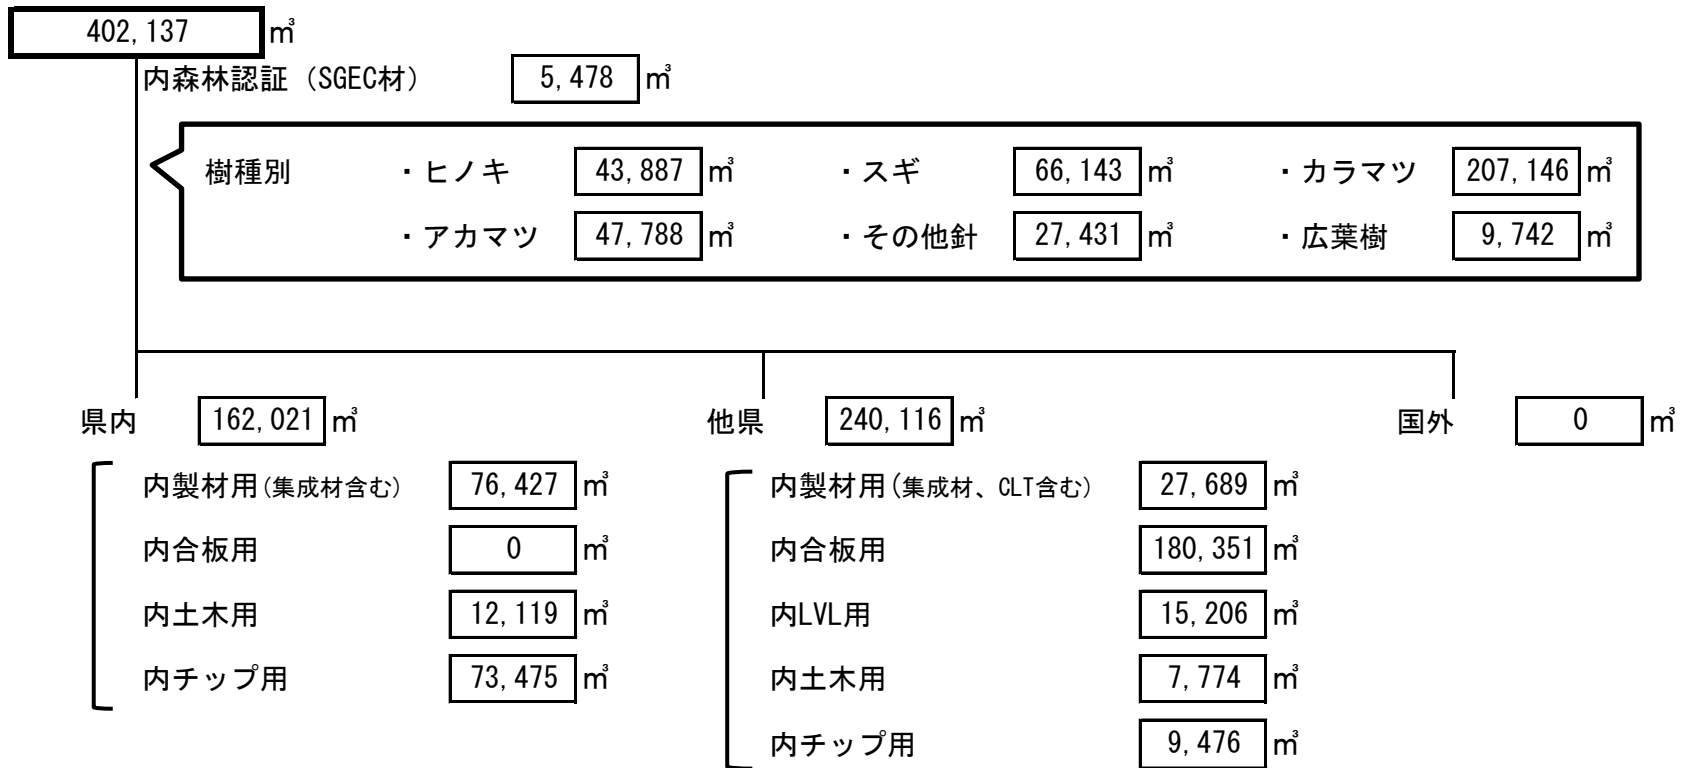 402,137 ㎥
内森林認証（SGEC材） 5,478 ㎥
樹種別 ・ヒノキ 43,887 ㎥ ・スギ 66,143 ㎥ ・カラマツ 207,146 ㎥
・アカマツ 47,788 ㎥ ・その他針 27,431 ㎥ ・広葉樹 9,742 ㎥
県内 162,021 ㎥ 他県 240,116 ㎥ 国外 0 ㎥
内製材用(集成材含む) 76,427 ㎥ 内製材用(集成材、CLT含む) 27,689 ㎥
内合板用 0 ㎥ 内合板用 180,351 ㎥
内土木用 12,119 ㎥ 内LVL用 15,206 ㎥
内チップ用 73,475 ㎥ 内土木用 7,774 ㎥
内チップ用 9,476 ㎥